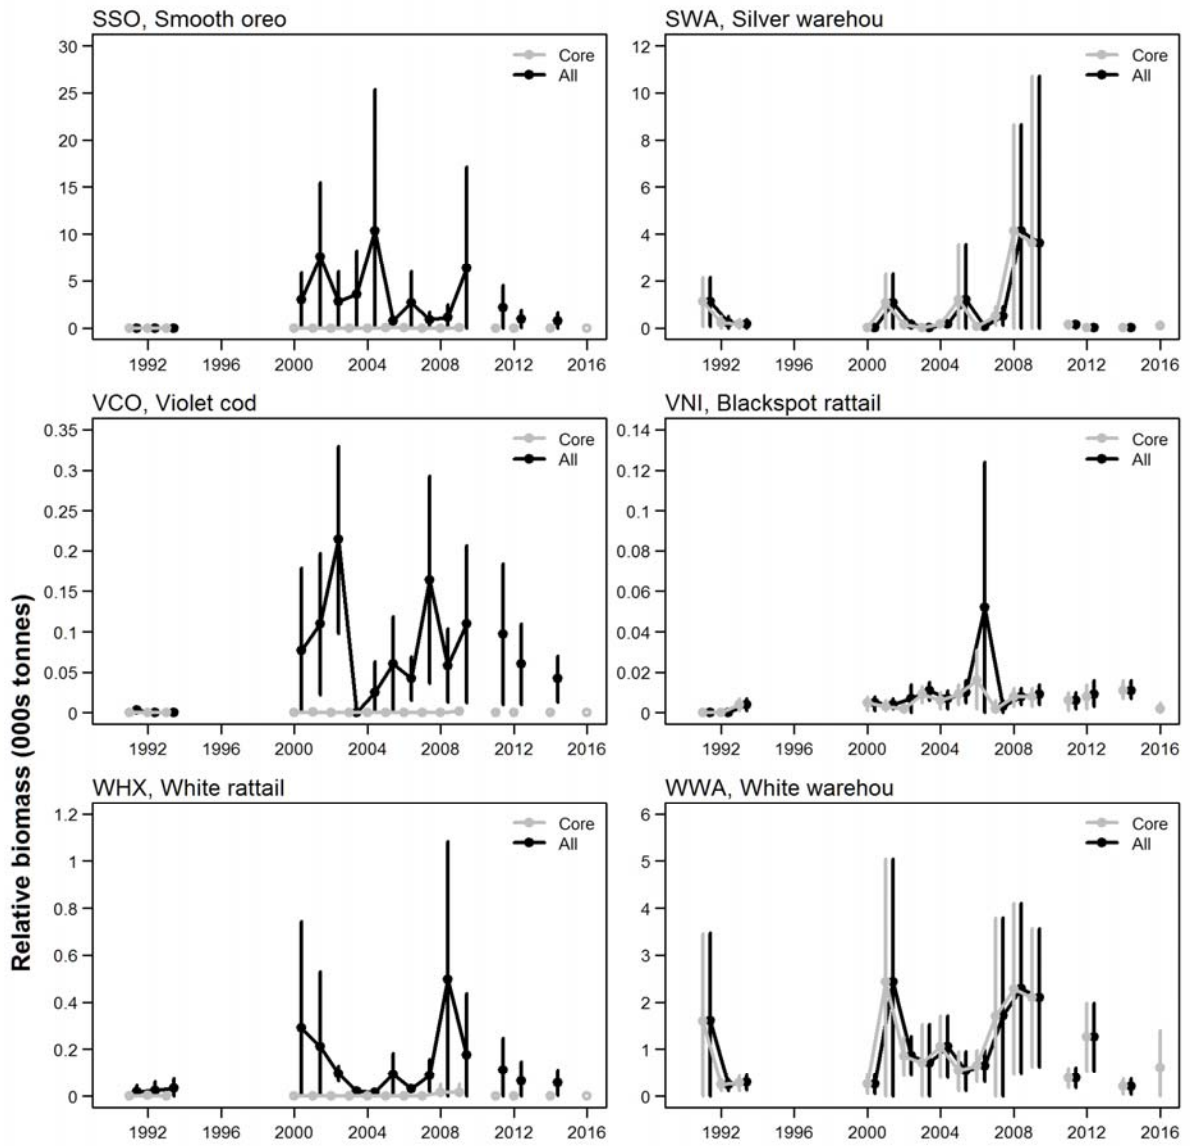 SSO, Smooth oreo
30
25
20
15
10
5
0
Core
All
1992 1996 2000 2004 2008 2012 2016
SWA, Silver warehou
12
10
8
6
4
2
0
Core
All
1992 1996 2000 2004 2008 2012 2016
VCO, Violet cod
0.35
0.3
0.25
0.2
0.15
0.1
0.05
0
Core
All
1992 1996 2000 2004 2008 2012 2016
VNI, Blackspot rattail
0.14
0.12
0.1
0.08
0.06
0.04
0.02
0
Core
All
1992 1996 2000 2004 2008 2012 2016
Relative biomass (000s tonnes)
WHX, White rattail
1.2
1
0.8
0.6
0.4
0.2
0
Core
All
1992 1996 2000 2004 2008 2012 2016
WWA, White warehou
6
5
4
3
2
1
0
Core
All
1992 1996 2000 2004 2008 2012 2016